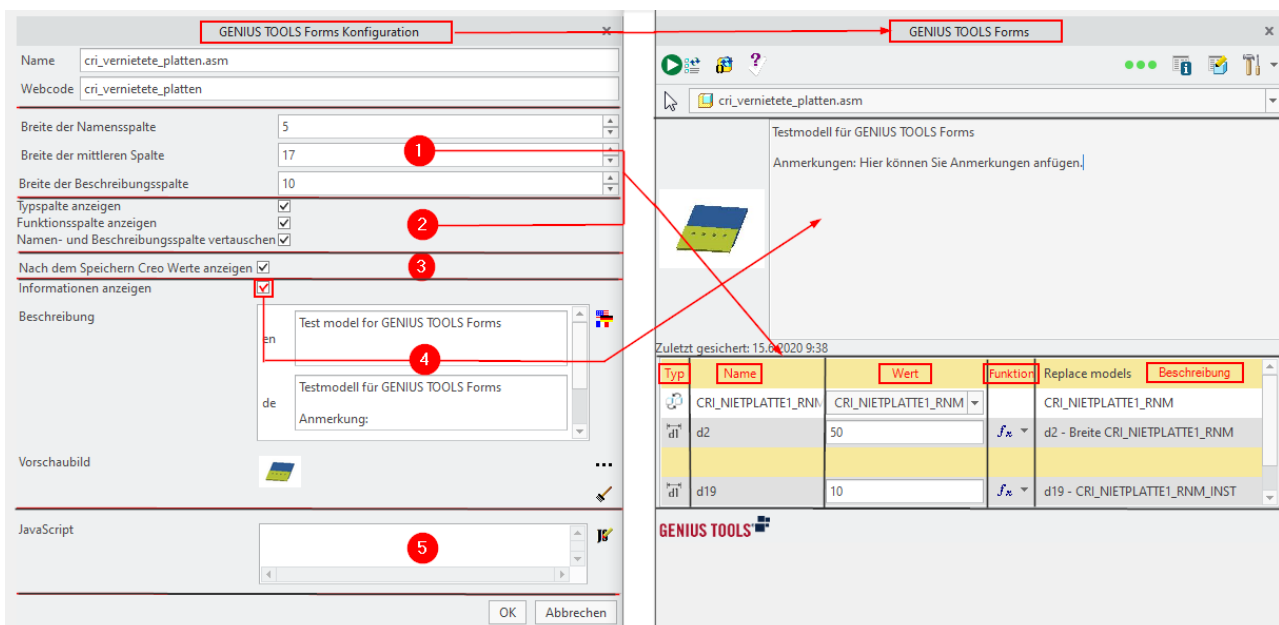 GENIUS TOOLS Forms Konfiguration
Name cri_vernietete_platten.asm
Webcode cri_vernietete_platten
Breite der Namensspalte 5
Breite der mittleren Spalte 17
1
Breite der Beschreibungsspalte 10
Typspalte anzeigen
Funktionsspalte anzeigen
2
Namen- und Beschreibungsspalte vertauschen
Nach dem Speichern Creo Werte anzeigen
3
Informationen anzeigen
Beschreibung
en
Test model for GENIUS TOOLS Forms
4
de
Testmodell für GENIUS TOOLS Forms
Anmerkung:
Vorschaubild
JavaScript
5
OK Abbrechen
GENIUS TOOLS Forms
cri_vernietete_platten.asm
Testmodell für GENIUS TOOLS Forms
Anmerkungen: Hier können Sie Anmerkungen anfügen.
Zuletzt gesichert: 15.6.2020 9:38
Typ Name Wert Funktion Replace models Beschreibung
CRI_NIETPLATTE1_RNM CRI_NIETPLATTE1_RNM CRI_NIETPLATTE1_RNM
d1 d2 50 fx d2 - Breite CRI_NIETPLATTE1_RNM
d1 d19 10 fx d19 - CRI_NIETPLATTE1_RNM_INST
GENIUS TOOLS